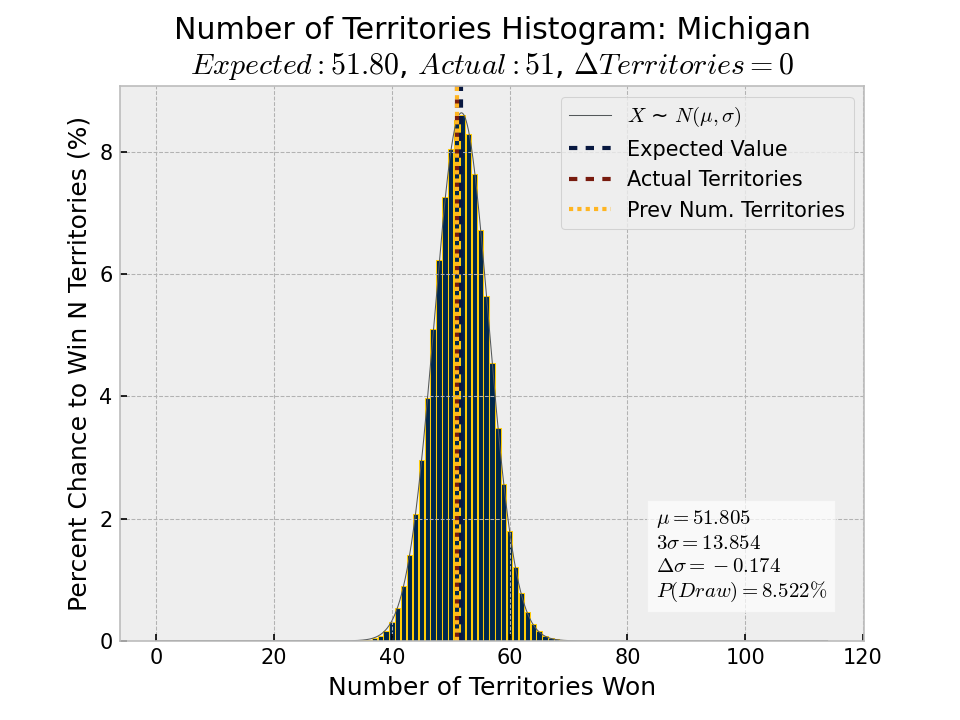 Number of Territories Histogram: Michigan
Expected : 51.80, Actual : 51, ΔTerritories = 0
Percent Chance to Win N Territories (%)
8
6
4
2
0
X ~ N(μ, σ)
Expected Value
Actual Territories
Prev Num. Territories
μ = 51.805
3σ = 13.854
Δσ = −0.174
P(Draw) = 8.522%
0 20 40 60 80 100 120
Number of Territories Won